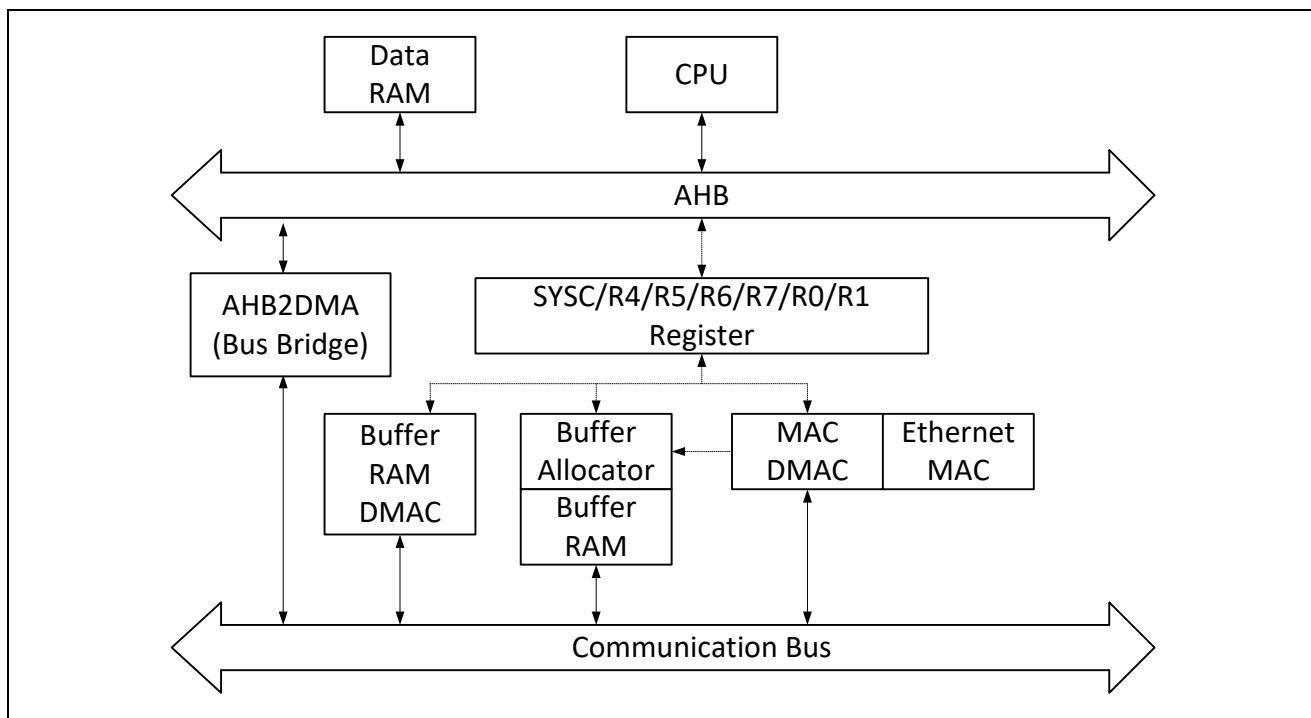 Data
RAM
CPU
AHB
AHB2DMA
(Bus Bridge)
SYSC/R4/R5/R6/R7/R0/R1
Register
Buffer
RAM
DMAC
Buffer
Allocator
Buffer
RAM
MAC
DMAC
Ethernet
MAC
Communication Bus